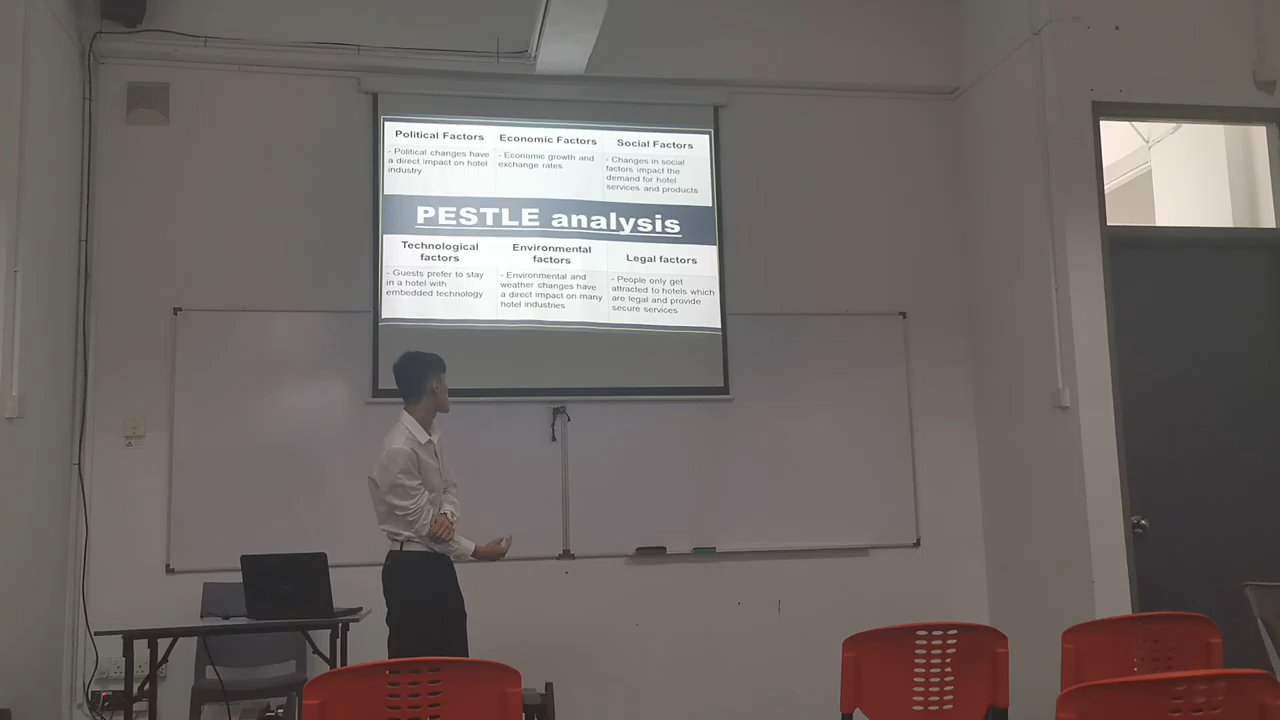 Political Factors
- Political changes have
a direct impact on hotel
industry
Economic Factors
- Economic growth and
exchange rates
Social Factors
- Changes in social
factors impact the
demand for hotel
services and products
PESTLE analysis
Technological
factors
- Guests prefer to stay
in a hotel with
embedded technology
Environmental
factors
- Environmental and
weather changes have
a direct impact on many
hotel industries
Legal factors
- People only get
attracted to hotels which
are legal and provide
secure services